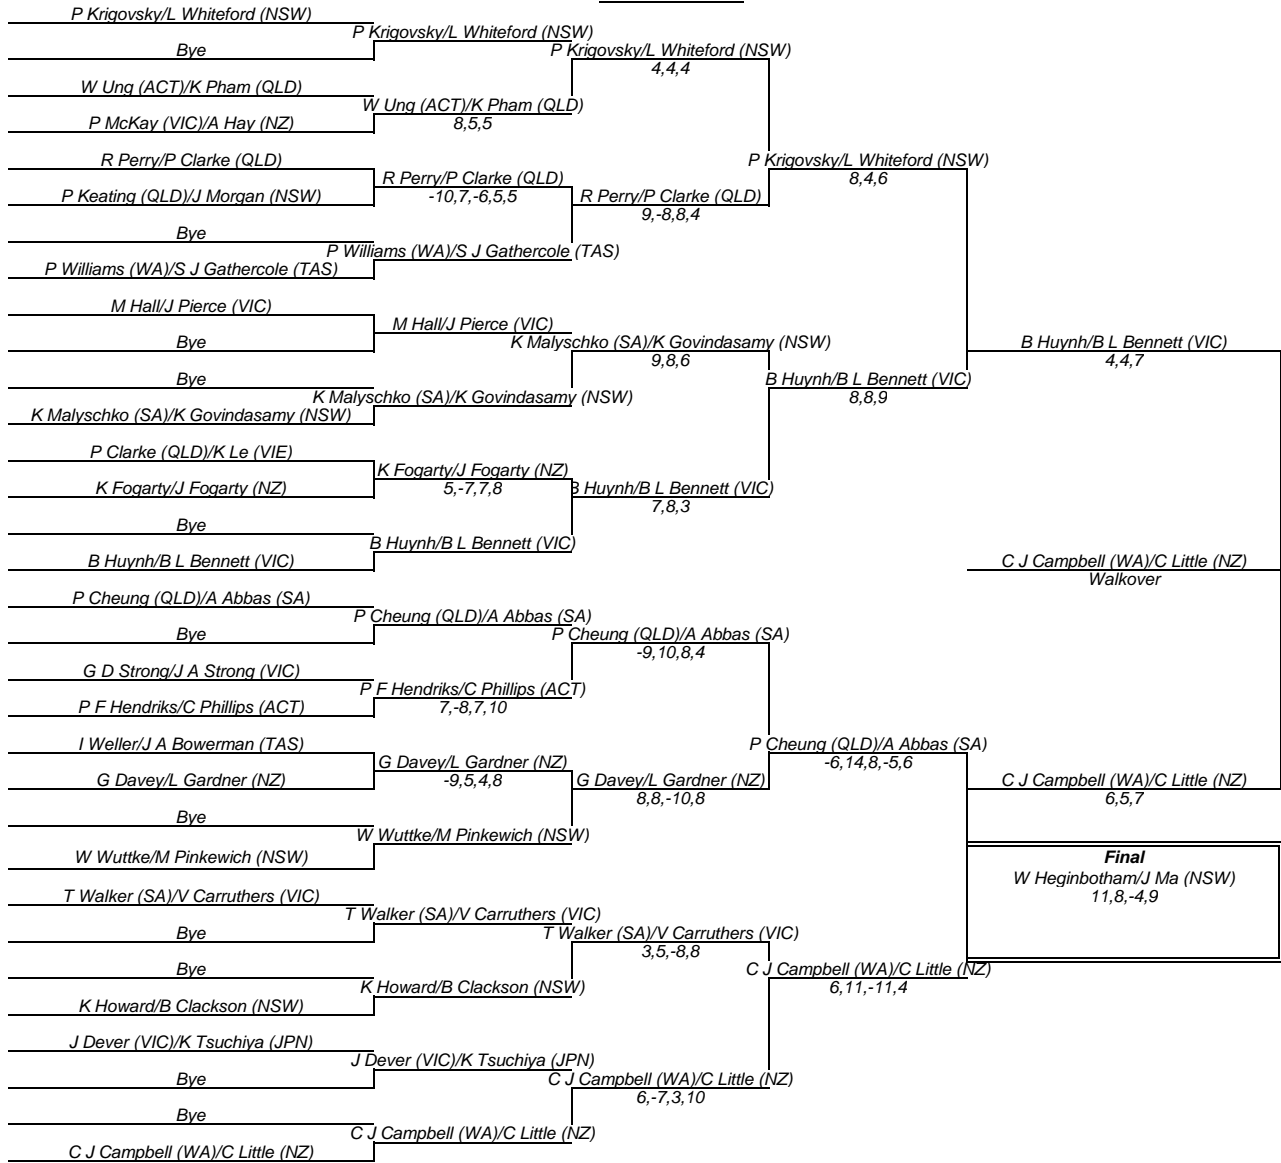 P Krigovsky/L Whiteford (NSW)
P Krigovsky/L Whiteford (NSW)
Bye
P Krigovsky/L Whiteford (NSW)
4,4,4
W Ung (ACT)/K Pham (QLD)
W Ung (ACT)/K Pham (QLD)
8,5,5
P McKay (VIC)/A Hay (NZ)
P Krigovsky/L Whiteford (NSW)
8,4,6
R Perry/P Clarke (QLD)
R Perry/P Clarke (QLD)
-10,7,-6,5,5
P Keating (QLD)/J Morgan (NSW)
R Perry/P Clarke (QLD)
9,-8,8,4
Bye
P Williams (WA)/S J Gathercole (TAS)
P Williams (WA)/S J Gathercole (TAS)
M Hall/J Pierce (VIC)
M Hall/J Pierce (VIC)
Bye
K Malyschko (SA)/K Govindasamy (NSW)
9,8,6
B Huynh/B L Bennett (VIC)
4,4,7
Bye
B Huynh/B L Bennett (VIC)
8,8,9
K Malyschko (SA)/K Govindasamy (NSW)
K Malyschko (SA)/K Govindasamy (NSW)
P Clarke (QLD)/K Le (VIE)
K Fogarty/J Fogarty (NZ)
5,-7,7,8
K Fogarty/J Fogarty (NZ)
B Huynh/B L Bennett (VIC)
7,8,3
Bye
B Huynh/B L Bennett (VIC)
B Huynh/B L Bennett (VIC)
C J Campbell (WA)/C Little (NZ)
Walkover
P Cheung (QLD)/A Abbas (SA)
P Cheung (QLD)/A Abbas (SA)
Bye
P Cheung (QLD)/A Abbas (SA)
-9,10,8,4
G D Strong/J A Strong (VIC)
P F Hendriks/C Phillips (ACT)
7,-8,7,10
P F Hendriks/C Phillips (ACT)
I Weller/J A Bowerman (TAS)
P Cheung (QLD)/A Abbas (SA)
-6,14,8,-5,6
G Davey/L Gardner (NZ)
-9,5,4,8
G Davey/L Gardner (NZ)
G Davey/L Gardner (NZ)
8,8,-10,8
C J Campbell (WA)/C Little (NZ)
6,5,7
Bye
W Wuttke/M Pinkewich (NSW)
W Wuttke/M Pinkewich (NSW)
Final
W Heginbotham/J Ma (NSW)
11,8,-4,9
T Walker (SA)/V Carruthers (VIC)
T Walker (SA)/V Carruthers (VIC)
Bye
T Walker (SA)/V Carruthers (VIC)
3,5,-8,8
Bye
C J Campbell (WA)/C Little (NZ)
6,11,-11,4
K Howard/B Clackson (NSW)
K Howard/B Clackson (NSW)
J Dever (VIC)/K Tsuchiya (JPN)
J Dever (VIC)/K Tsuchiya (JPN)
Bye
C J Campbell (WA)/C Little (NZ)
6,-7,3,10
Bye
C J Campbell (WA)/C Little (NZ)
C J Campbell (WA)/C Little (NZ)